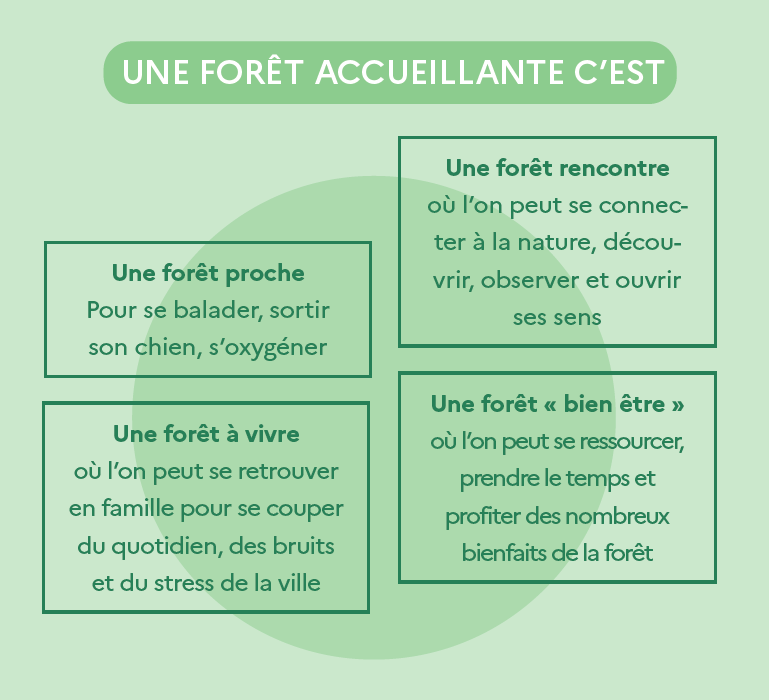 UNE FORÊT ACCUEILLANTE C’EST
Une forêt proche
Pour se balader, sortir
son chien, s’oxygéner
Une forêt à vivre
où l’on peut se retrouver
en famille pour se couper
du quotidien, des bruits
et du stress de la ville
Une forêt rencontre
où l’on peut se connec-
ter à la nature, décou-
vrir, observer et ouvrir
ses sens
Une forêt « bien être »
où l’on peut se ressourcer,
prendre le temps et
profiter des nombreux
bienfaits de la forêt